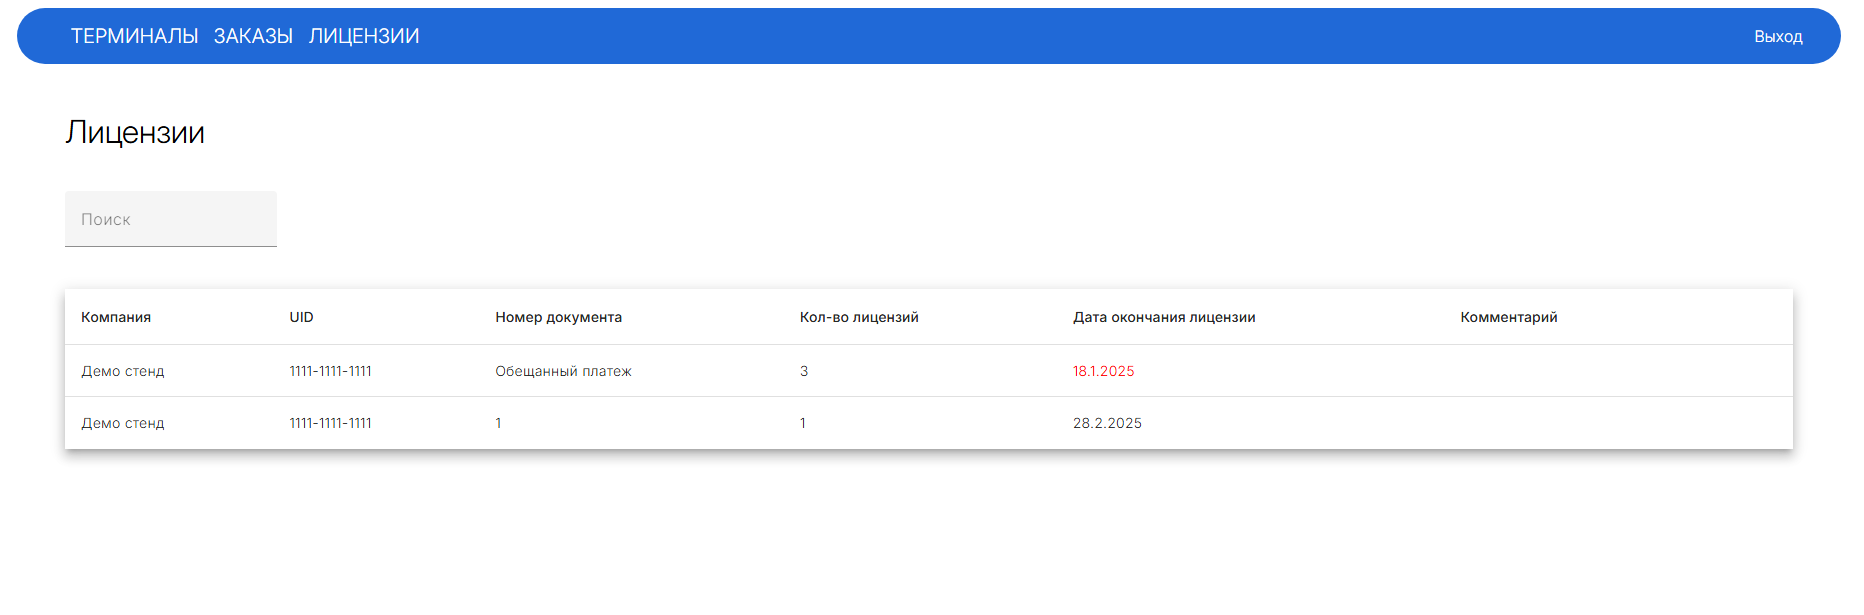 ТЕРМИНАЛЫ ЗАКАЗЫ ЛИЦЕНЗИИ Выход
Лицензии
Поиск
Компания UID Номер документа Кол-во лицензий Дата окончания лицензии Комментарий
Демо стенд 1111-1111-1111 Обещанный платеж 3 18.1.2025
Демо стенд 1111-1111-1111 1 1 28.2.2025